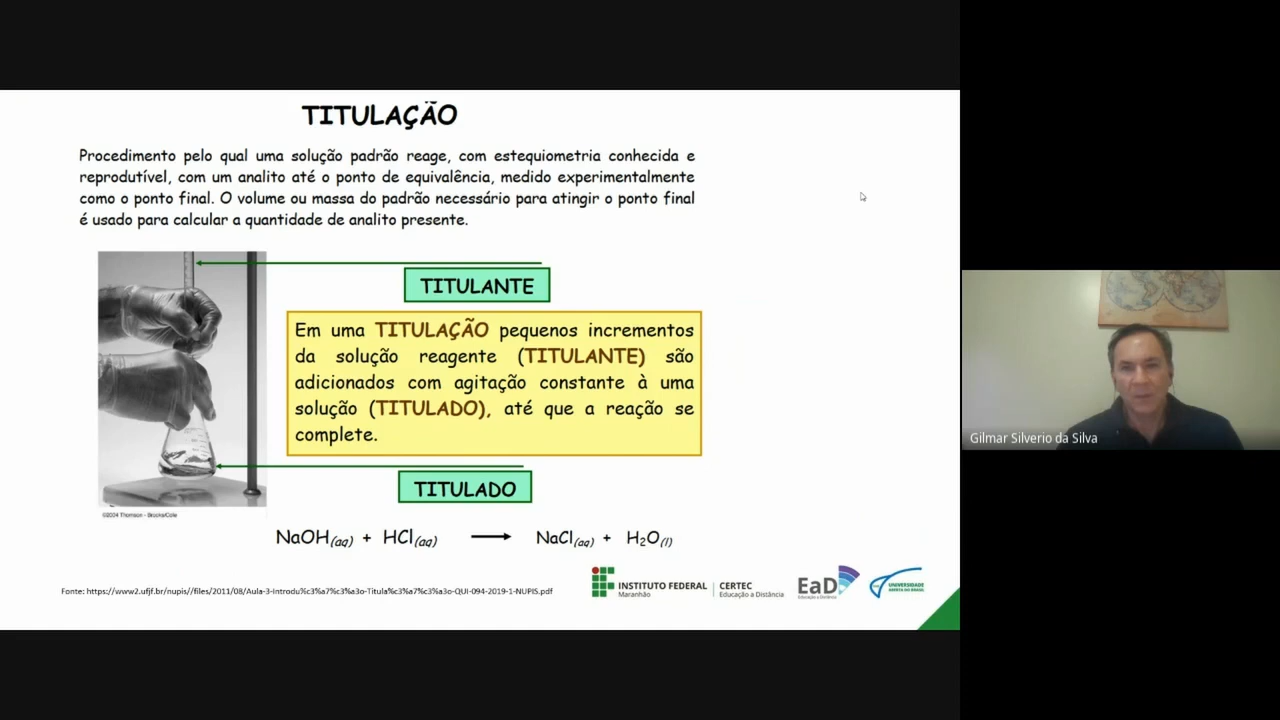 TITULAÇÃO
Procedimento pelo qual uma solução padrão reage, com estequiometria conhecida e
reprodutível, com um analito até o ponto de equivalência, medido experimentalmente
como o ponto final. O volume ou massa do padrão necessário para atingir o ponto final
é usado para calcular a quantidade de analito presente.
TITULANTE
Em uma TITULAÇÃO pequenos incrementos
da solução reagente (TITULANTE) são
adicionados com agitação constante à uma
solução (TITULADO), até que a reação se
complete.
TITULADO
©2004 Thomson - Brooks/Cole
NaOH(aq) + HCl(aq) → NaCl(aq) + H₂O(l)
Fonte: https://www2.ufjf.br/nupis//files/2011/08/Aula-3-Introdu%c3%a7%c3%a3o-Titula%c3%a7%c3%a3o-QUI-094-2019-1-NUPIS.pdf
INSTITUTO FEDERAL
Maranhão
CERTEC
Educação a Distância
EaD
Educação a Distância
UNIVERSIDADE
ABERTA DO BRASIL
Gilmar Silverio da Silva